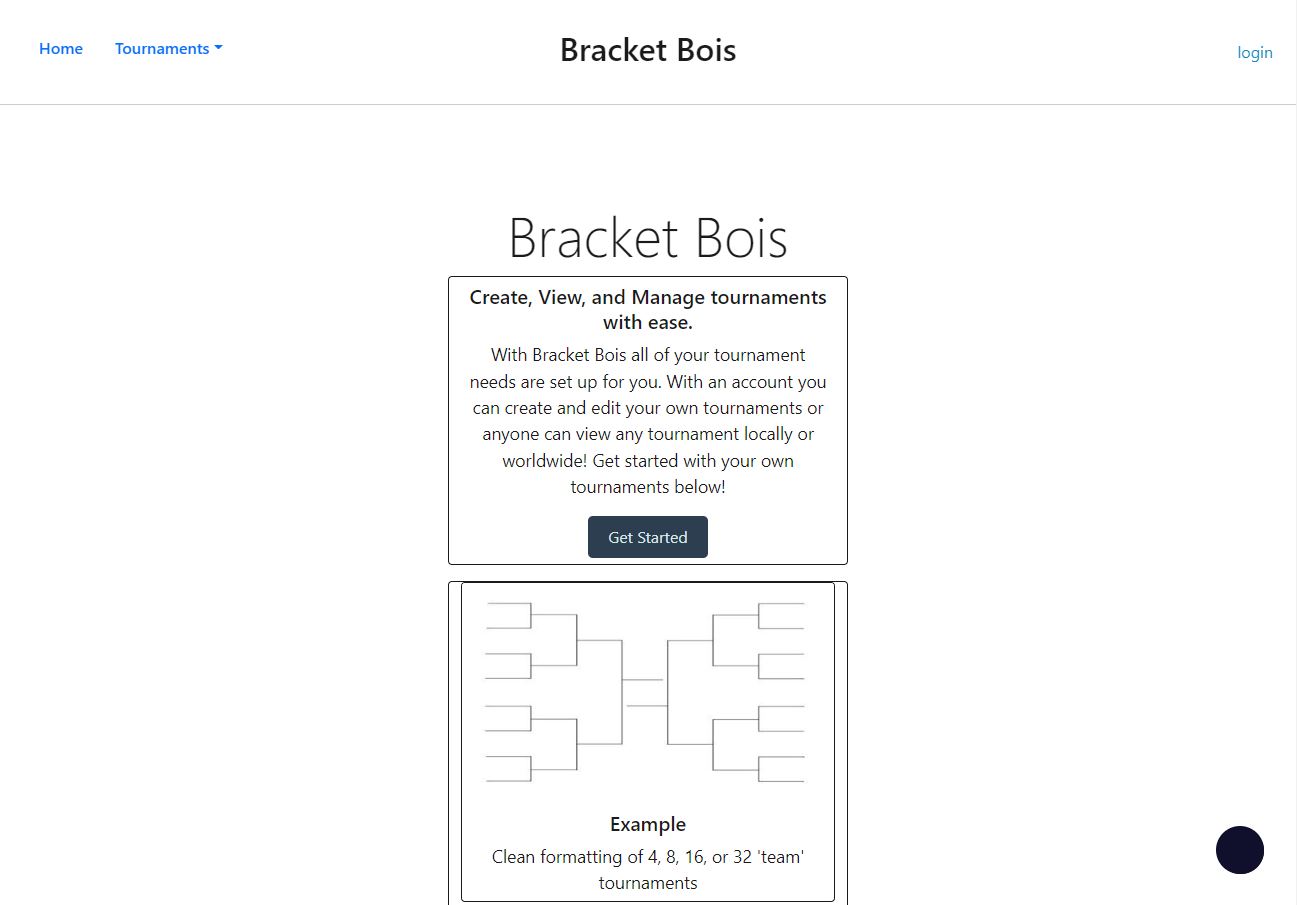 Home
Tournaments
Bracket Bois
login
Bracket Bois
Create, View, and Manage tournaments
with ease.
With Bracket Bois all of your tournament
needs are set up for you. With an account you
can create and edit your own tournaments or
anyone can view any tournament locally or
worldwide! Get started with your own
tournaments below!
Get Started
Example
Clean formatting of 4, 8, 16, or 32 'team'
tournaments